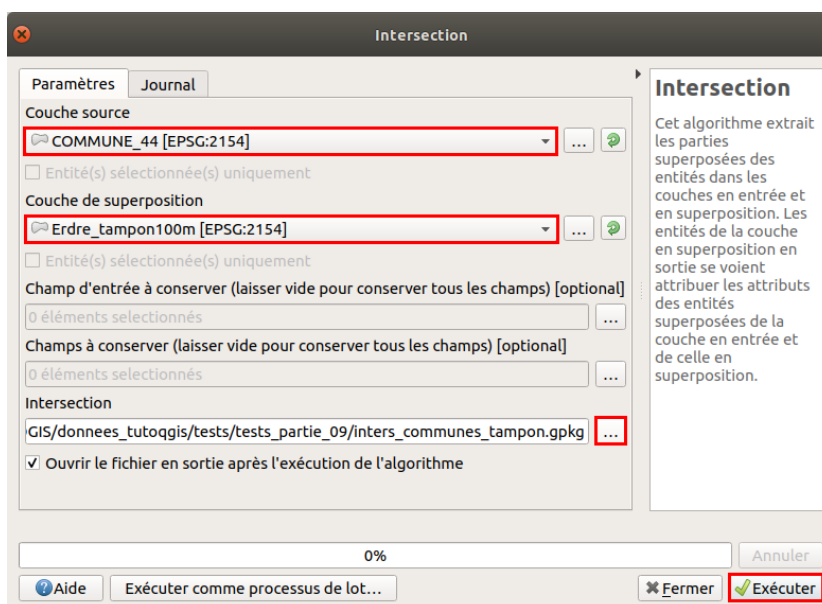 Intersection
Paramètres
Journal
Couche source
COMMUNE_44 [EPSG:2154]
...
Entité(s) sélectionnée(s) uniquement
Couche de superposition
Erdre_tampon100m [EPSG:2154]
...
Entité(s) sélectionnée(s) uniquement
Champ d'entrée à conserver (laisser vide pour conserver tous les champs) [optional]
0 éléments selectionnés
...
Champs à conserver (laisser vide pour conserver tous les champs) [optional]
0 éléments selectionnés
...
Intersection
GIS/donnees_tutoqgis/tests/tests_partie_09/inters_communes_tampon.gpkg
...
Ouvrir le fichier en sortie après l'exécution de l'algorithme
Intersection
Cet algorithme extrait
les parties
superposées des
entités dans les
couches en entrée et
en superposition. Les
entités de la couche
en superposition en
sortie se voient
attribuer les attributs
des entités
superposées de la
couche en entrée et
de celle en
superposition.
0%
Annuler
Aide
Exécuter comme processus de lot...
Fermer
Exécuter